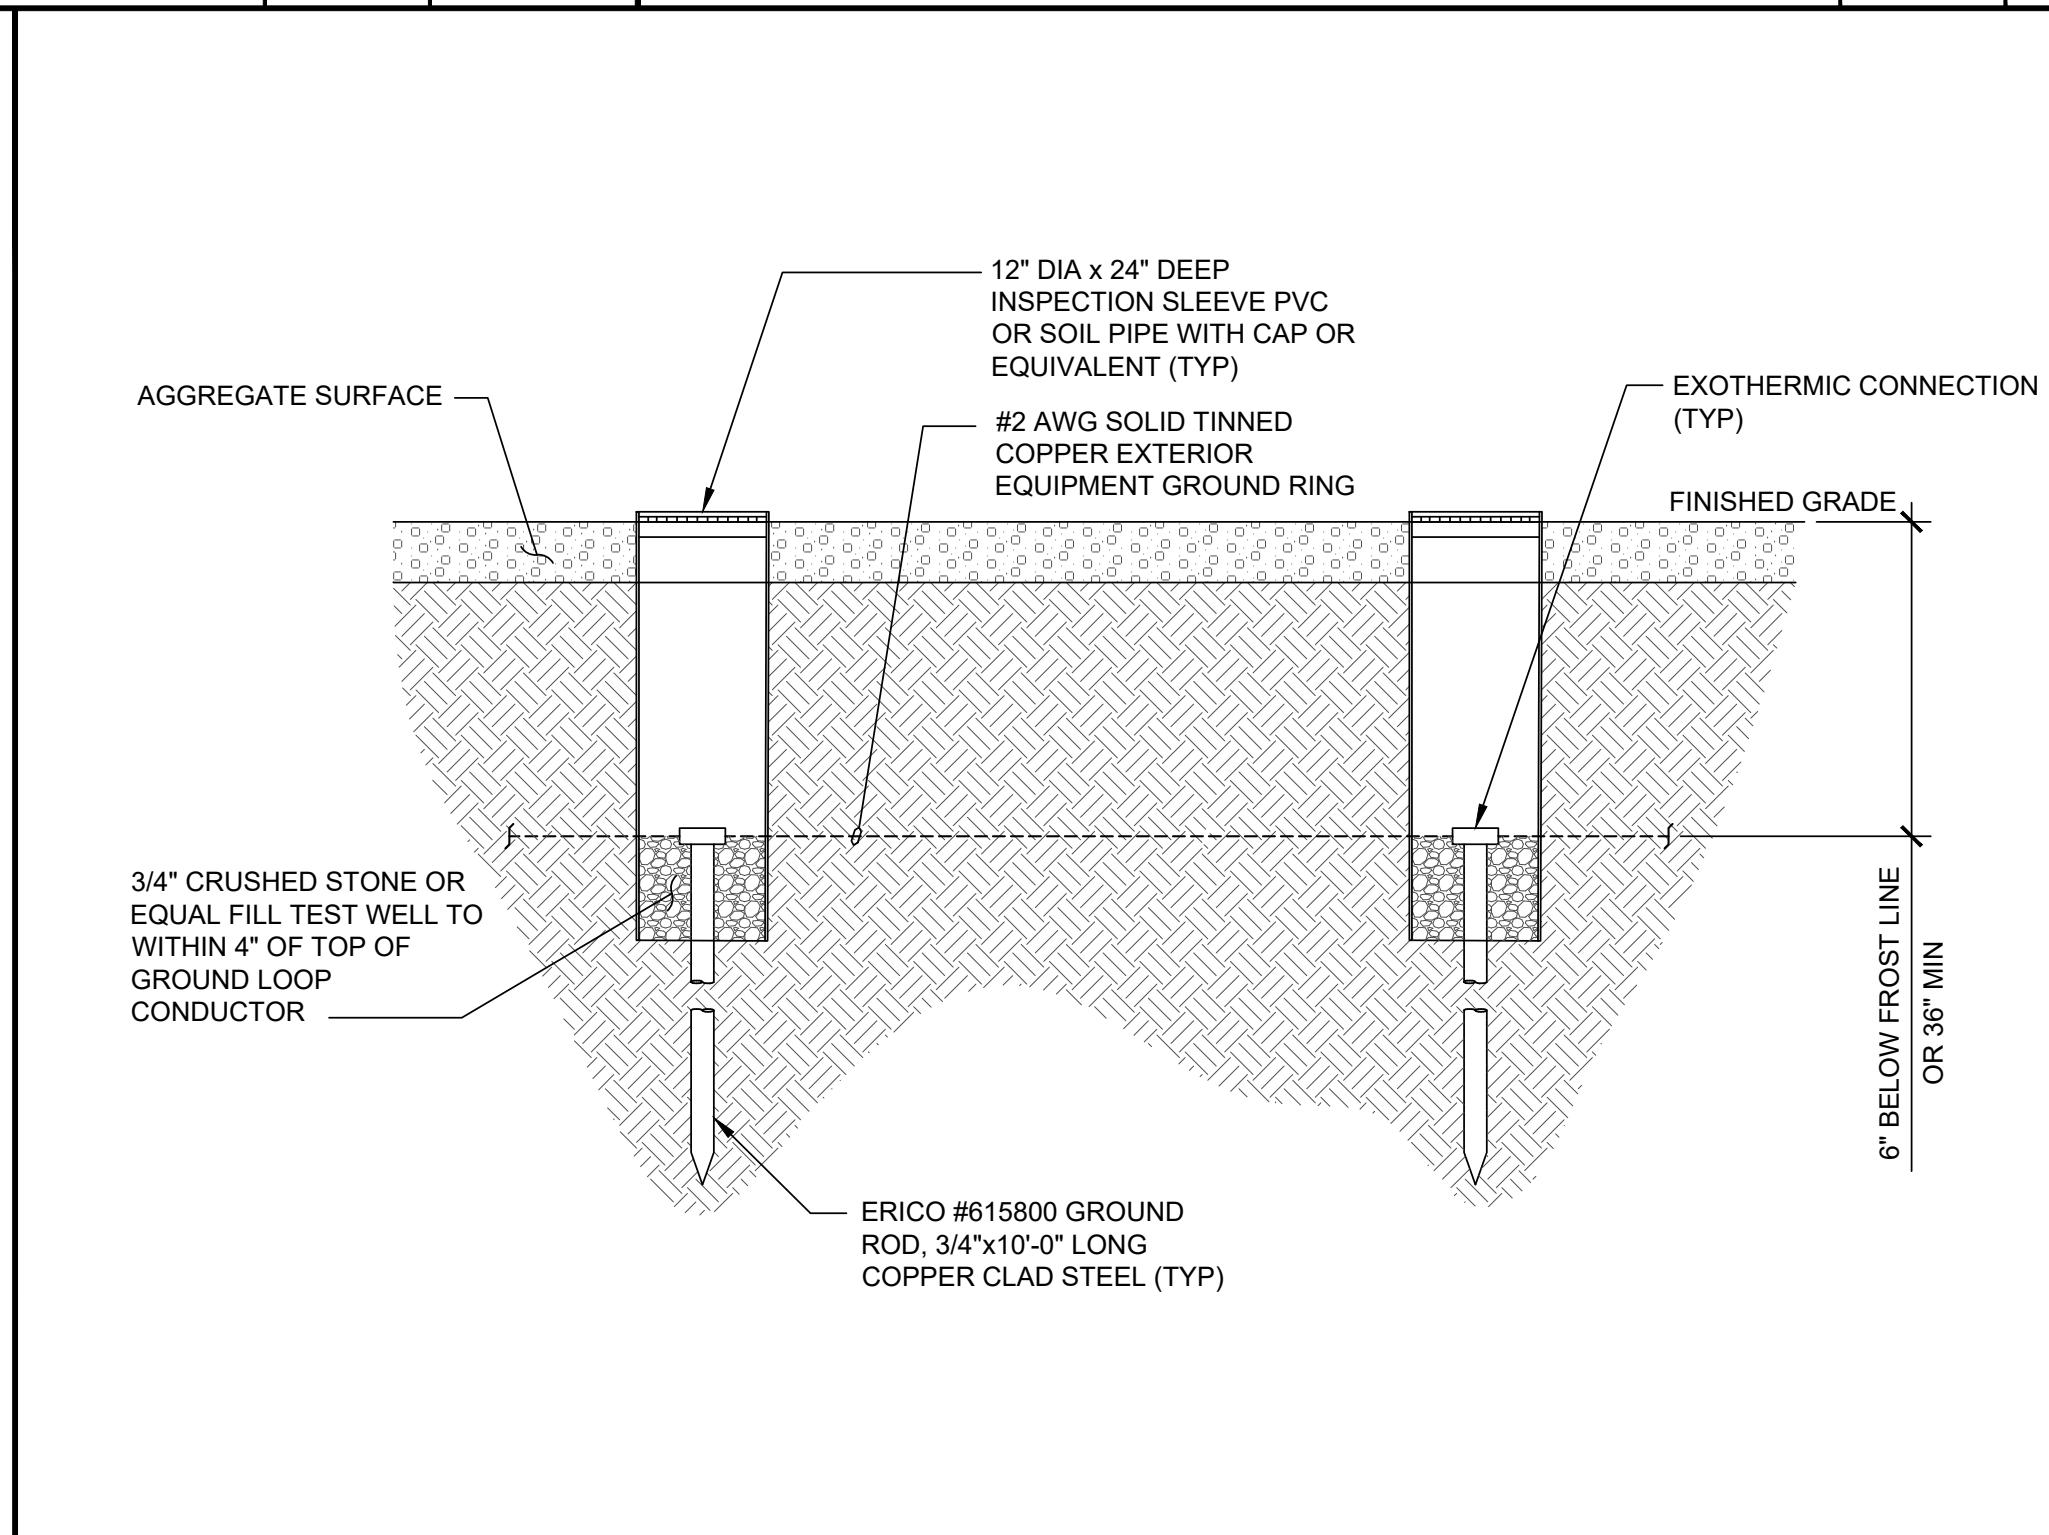 12" DIA x 24" DEEP
INSPECTION SLEEVE PVC
OR SOIL PIPE WITH CAP OR
EQUIVALENT (TYP)
AGGREGATE SURFACE
EXOTHERMIC CONNECTION
(TYP)
#2 AWG SOLID TINNED
COPPER EXTERIOR
EQUIPMENT GROUND RING
FINISHED GRADE
3/4" CRUSHED STONE OR
EQUAL FILL TEST WELL TO
WITHIN 4" OF TOP OF
GROUND LOOP
CONDUCTOR
6" BELOW FROST LINE
OR 36" MIN
ERICO #615800 GROUND
ROD, 3/4"x10'-0" LONG
COPPER CLAD STEEL (TYP)